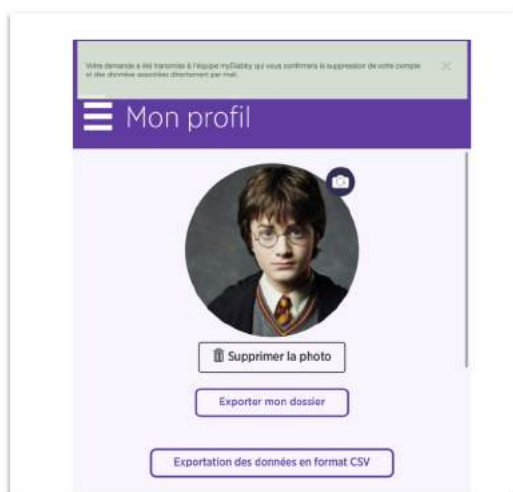 Votre demande a été transmise à l'équipe myDiabby qui vous confirmera la suppression de votre compte
et des données associées directement par mail.
Mon profil
Supprimer la photo
Exporter mon dossier
Exportation des données en format CSV